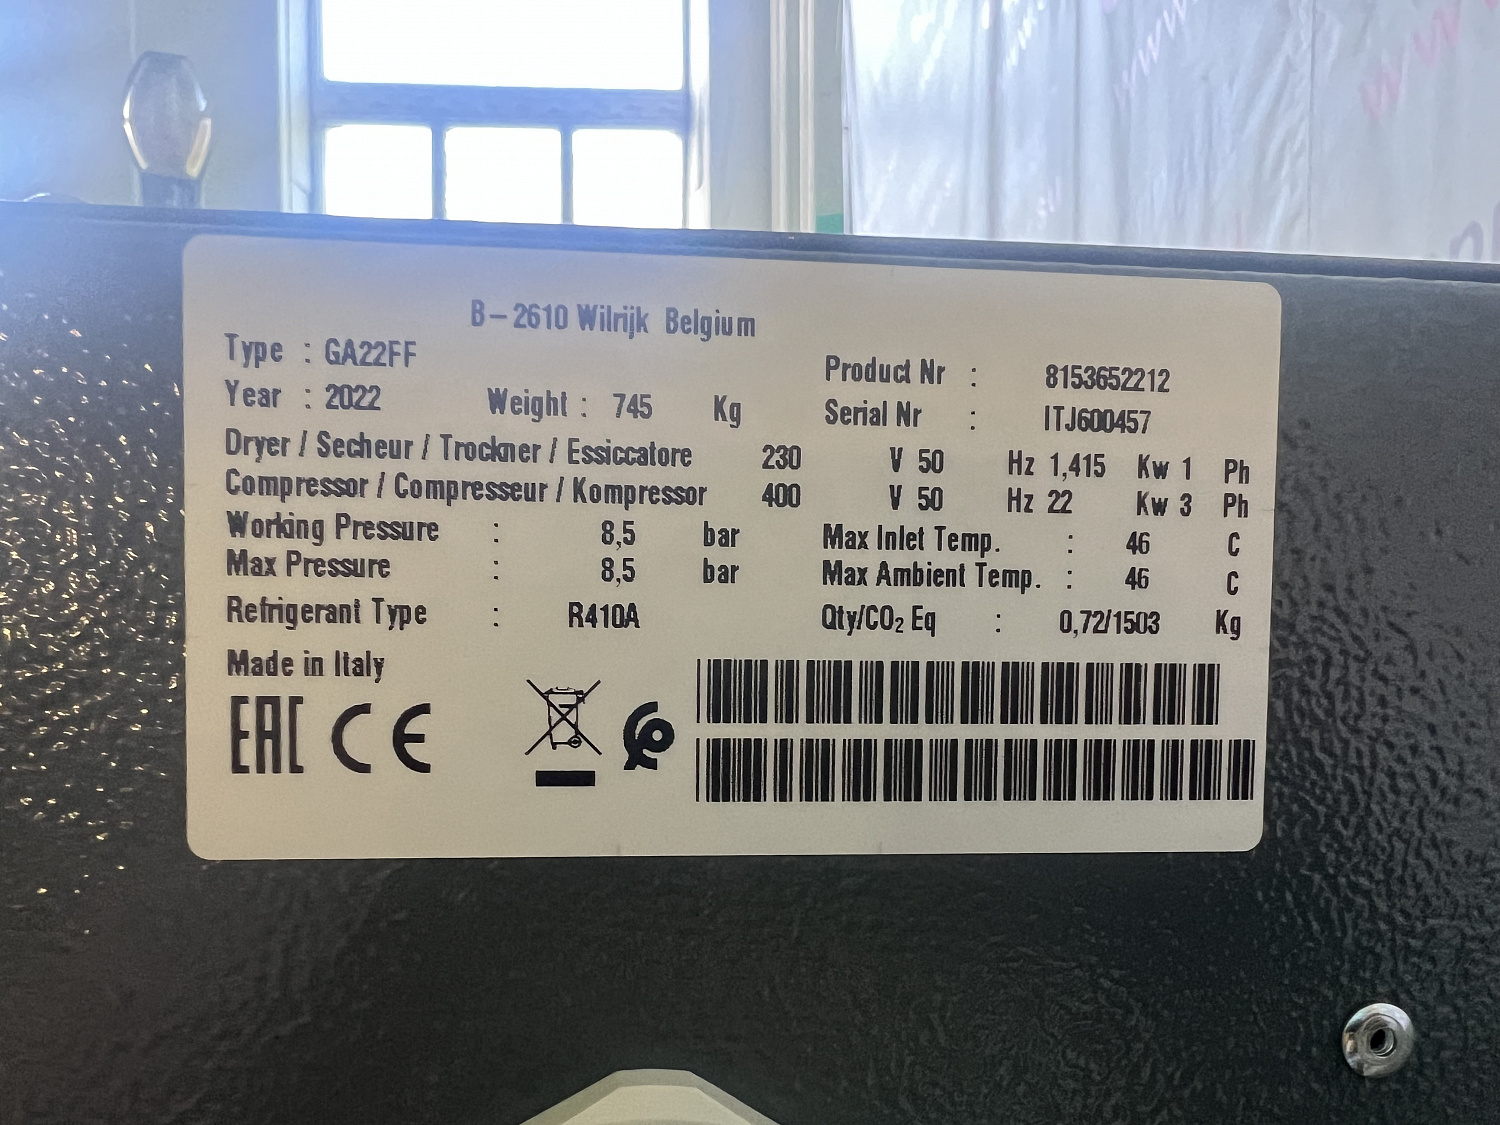 B-2610 Wilrijk Belgium
Type : GA22FF
Year : 2022 Weight : 745 Kg
Product Nr : 8153652212
Serial Nr : ITJ600457
Dryer / Secheur / Trockner / Essiccatore 230 V 50 Hz 1,415 Kw 1 Ph
Compressor / Compresseur / Kompressor 400 V 50 Hz 22 Kw 3 Ph
Working Pressure : 8,5 bar Max Inlet Temp. : 46 C
Max Pressure : 8,5 bar Max Ambient Temp. : 46 C
Refrigerant Type : R410A Qty/CO₂ Eq : 0,72/1503 Kg
Made in Italy
EAC CE